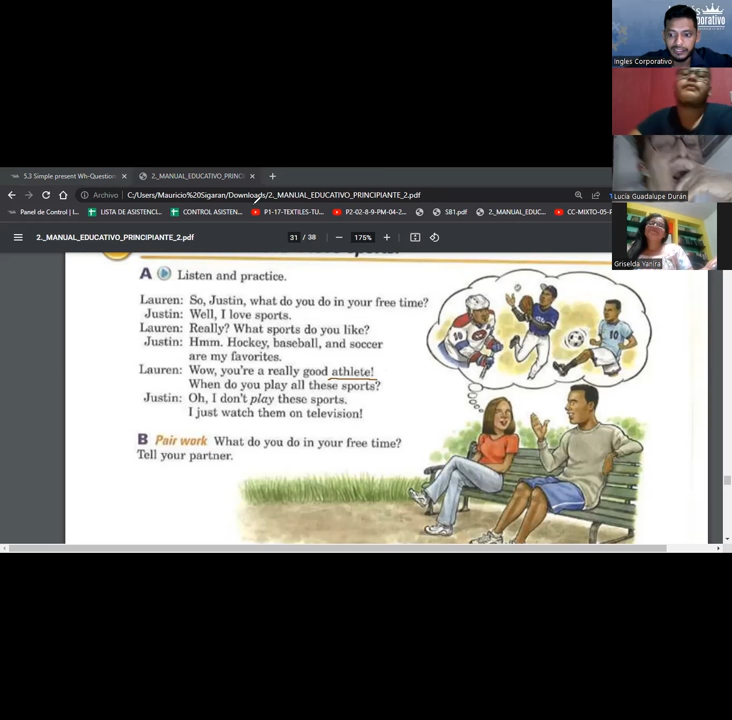 5.3 Simple present Wh-Question
2._MANUAL_EDUCATIVO_PRINCI
Archivo
C:/Users/Mauricio%20Sigaran/Downloads/2._MANUAL_EDUCATIVO_PRINCIPIANTE_2.pdf
Panel de Control | I...
LISTA DE ASISTENCI...
CONTROL ASISTEN...
P1-17-TEXTILES-TU...
P2-02-8-9-PM-04-2...
SB1.pdf
2._MANUAL_EDUC...
CC-MIXTO-05-F
2._MANUAL_EDUCATIVO_PRINCIPIANTE_2.pdf
31 / 38
175%
A Listen and practice.
Lauren: So, Justin, what do you do in your free time?
Justin: Well, I love sports.
Lauren: Really? What sports do you like?
Justin: Hmm. Hockey, baseball, and soccer
are my favorites.
Lauren: Wow, you're a really good athlete!
When do you play all these sports?
Justin: Oh, I don't play these sports.
I just watch them on television!
B Pair work What do you do in your free time?
Tell your partner.
10
10
Ingles Corporativo
Lucía Guadalupe Durán
Griselda Yanira